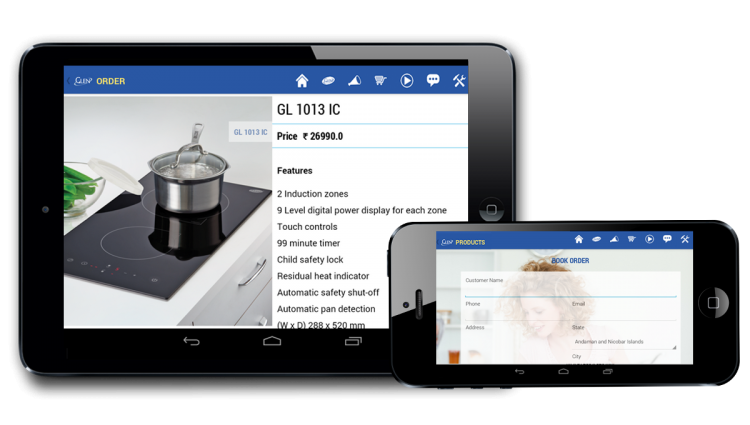 GLEN ORDER
GL 1013 IC
GL 1013 IC
Price ₹ 26990.0
Features
2 Induction zones
9 Level digital power display for each zone
Touch controls
99 minute timer
Child safety lock
Residual heat indicator
Automatic safety shut-off
Automatic pan detection
(W x D) 288 x 520 mm
GLEN PRODUCTS
BOOK ORDER
Customer Name
Phone
Email
Address
State
Andaman and Nicobar Islands
City